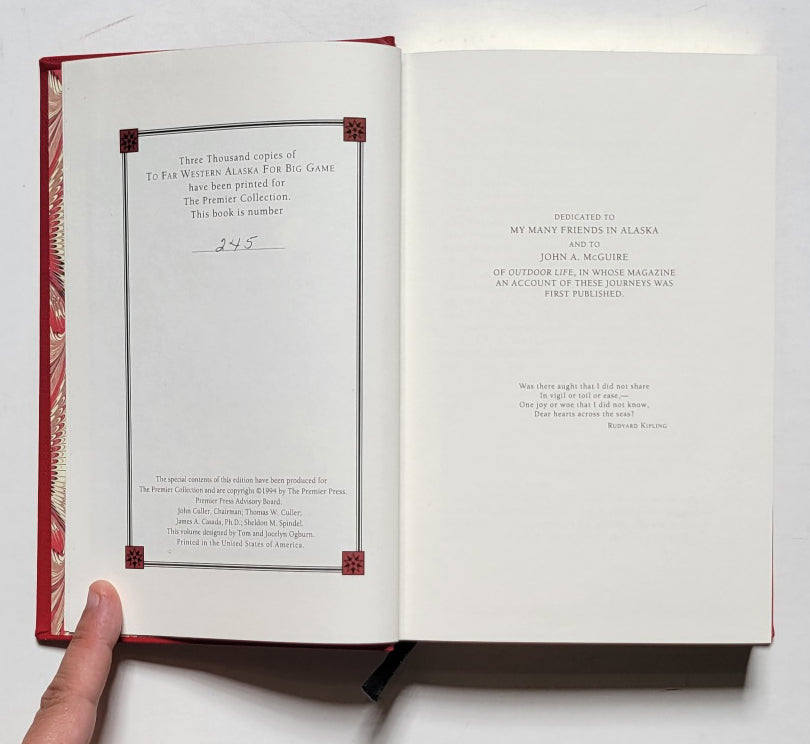 Three Thousand copies of
To Far Western Alaska For Big Game
have been printed for
The Premier Collection.
This book is number
245
The special contents of this edition have been produced for
The Premier Collection and are copyright ©1994 by The Premier Press.
Premier Press Advisory Board:
John Culler, Chairman; Thomas W. Culler;
James A. Casada, Ph.D.; Sheldon M. Spindel.
This volume designed by Tom and Jocelyn Ogburn.
Printed in the United States of America.
DEDICATED TO
MY MANY FRIENDS IN ALASKA
AND TO
JOHN A. McGUIRE
OF OUTDOOR LIFE, IN WHOSE MAGAZINE
AN ACCOUNT OF THESE JOURNEYS WAS
FIRST PUBLISHED.
Was there aught that I did not share
In vigil or toil or ease,—
One joy or woe that I did not know,
Dear hearts across the seas?
Rudyard Kipling